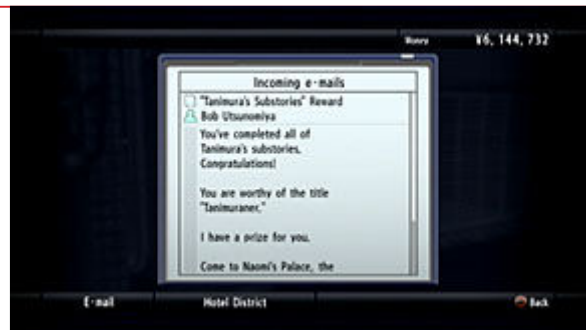 Money ¥6,144,732
Incoming e-mails
"Tanimura's Substories" Reward
Bob Utsunomiya
You've completed all of
Tanimura's substories.
Congratulations!
You are worthy of the title
"Tanimuraner."
I have a prize for you.
Come to Naomi's Palace, the
E-mail Hotel District Back